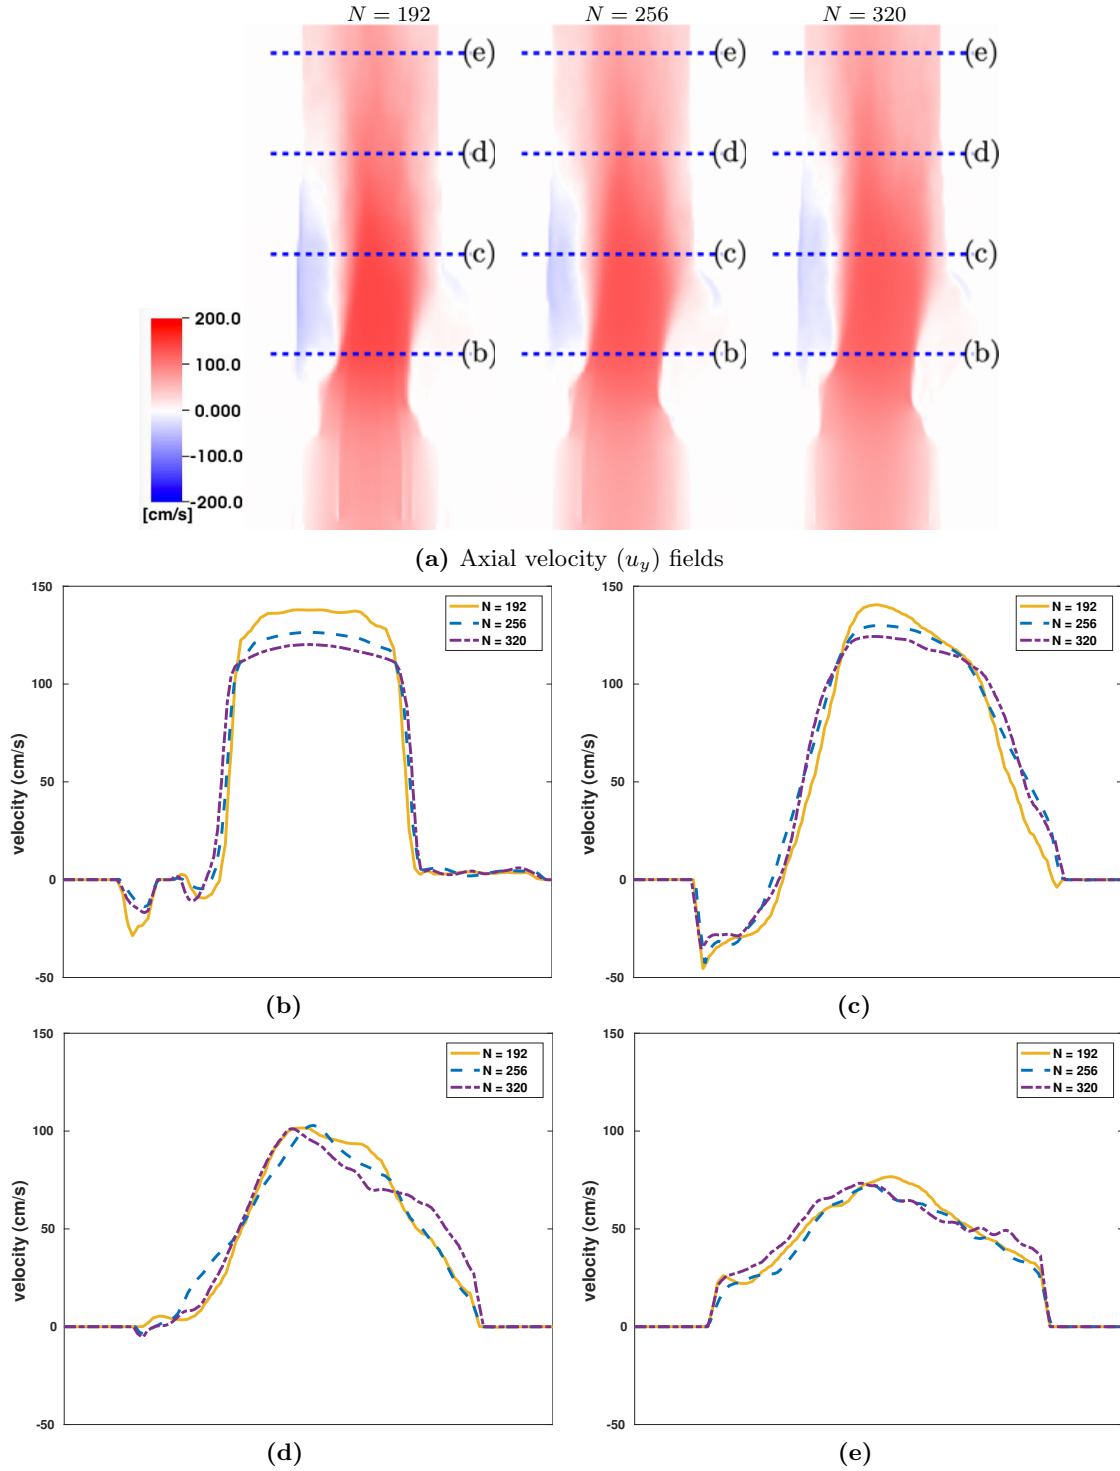 N = 192 N = 256 N = 320
(e) (e) (e)
(d) (d) (d)
(c) (c) (c)
(b) (b) (b)
200.0
100.0
0.000
-100.0
-200.0
[cm/s]
(a) Axial velocity (u_y) fields
150
100
50
0
-50
velocity (cm/s)
N = 192
N = 256
N = 320
(b)
150
100
50
0
-50
velocity (cm/s)
N = 192
N = 256
N = 320
(c)
150
100
50
0
-50
velocity (cm/s)
N = 192
N = 256
N = 320
(d)
150
100
50
0
-50
velocity (cm/s)
N = 192
N = 256
N = 320
(e)